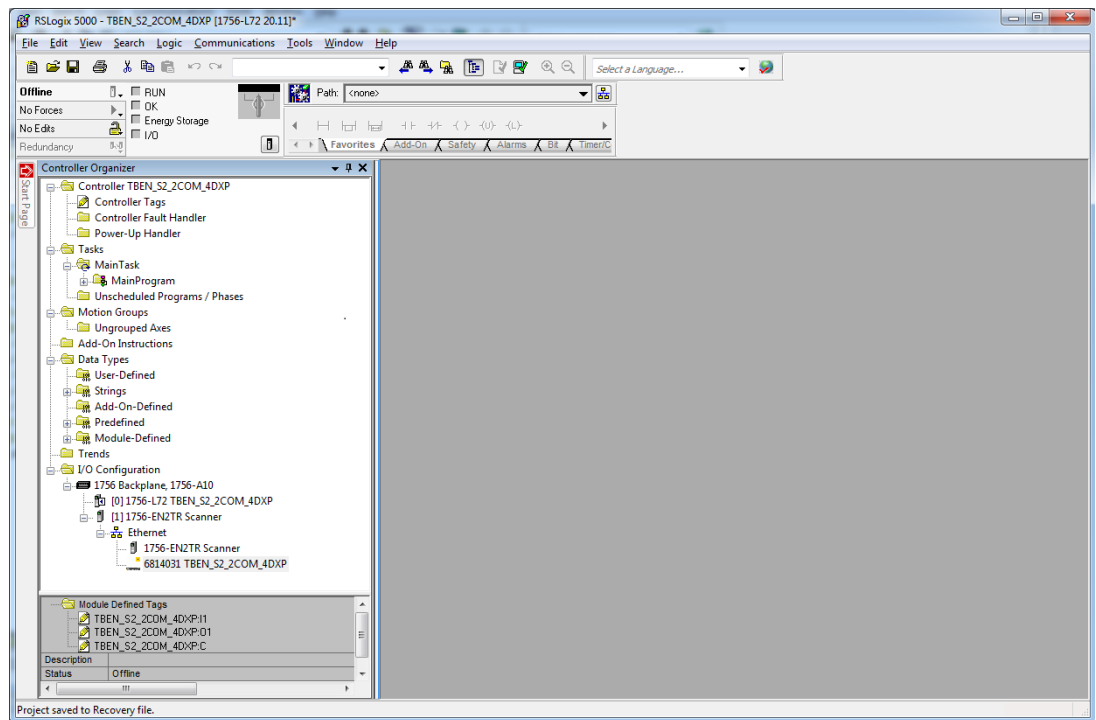 RSLogix 5000 - TBEN_S2_2COM_4DXP [1756-L72 20.11]*
File Edit View Search Logic Communications Tools Window Help
Select a Language...
Offline RUN
No Forces OK
No Edits Energy Storage
Redundancy I/O
Path: <none>
Favorites Add-On Safety Alarms Bit Timer/C
Start Page
Controller Organizer
Controller TBEN_S2_2COM_4DXP
Controller Tags
Controller Fault Handler
Power-Up Handler
Tasks
MainTask
MainProgram
Unscheduled Programs / Phases
Motion Groups
Ungrouped Axes
Add-On Instructions
Data Types
User-Defined
Strings
Add-On-Defined
Predefined
Module-Defined
Trends
I/O Configuration
1756 Backplane, 1756-A10
[0] 1756-L72 TBEN_S2_2COM_4DXP
[1] 1756-EN2TR Scanner
Ethernet
1756-EN2TR Scanner
6814031 TBEN_S2_2COM_4DXP
Module Defined Tags
TBEN_S2_2COM_4DXP:I1
TBEN_S2_2COM_4DXP:O1
TBEN_S2_2COM_4DXP:C
Description
Status Offline
Project saved to Recovery file.